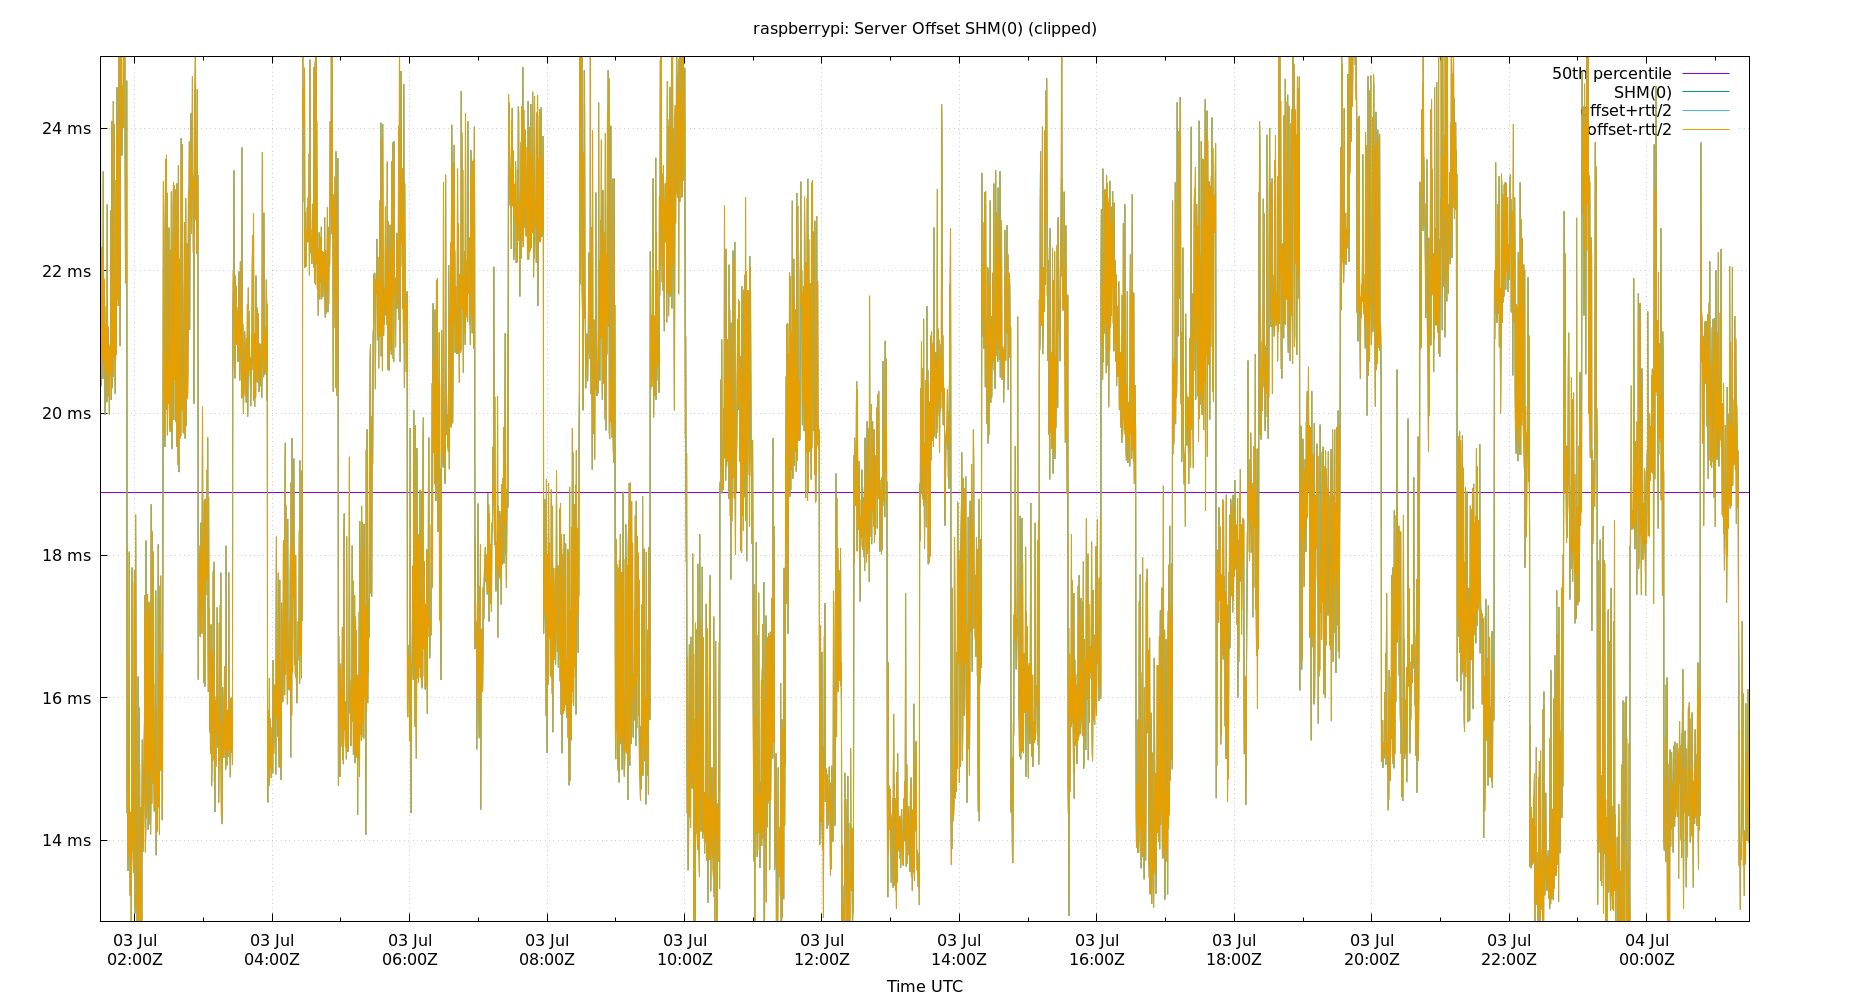 raspberrypi: Server Offset SHM(0) (clipped)
50th percentile
SHM(0)
offset+rtt/2
offset-rtt/2
24 ms
22 ms
20 ms
18 ms
16 ms
14 ms
03 Jul 03 Jul 03 Jul 03 Jul 03 Jul 03 Jul 03 Jul 03 Jul 03 Jul 03 Jul 03 Jul 04 Jul
02:00Z 04:00Z 06:00Z 08:00Z 10:00Z 12:00Z 14:00Z 16:00Z 18:00Z 20:00Z 22:00Z 00:00Z
Time UTC